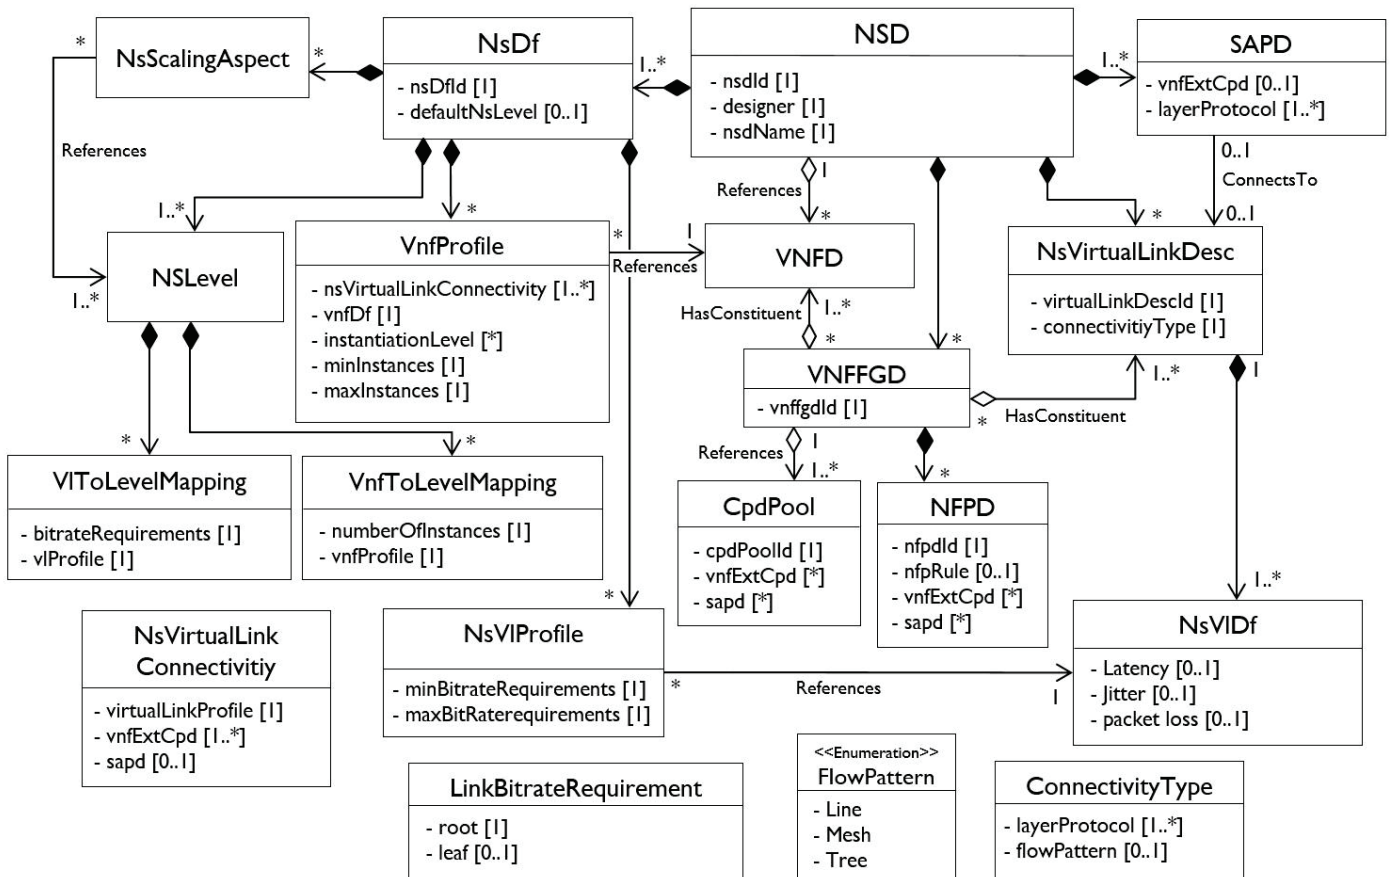 NsScalingAspect
NsDf
- nsDfId [1]
- defaultNsLevel [0..1]
NSD
- nsdId [1]
- designer [1]
- nsdName [1]
SAPD
- vnfExtCpd [0..1]
- layerProtocol [1..*]
*
*
1..*
1..*
References
1..*
*
References
1
*
*
0..1
ConnectsTo
0..1
NSLevel
1..*
VnfProfile
- nsVirtualLinkConnectivity [1..*]
- vnfDf [1]
- instantiationLevel [*]
- minInstances [1]
- maxInstances [1]
*
1
References
VNFD
NsVirtualLinkDesc
- virtualLinkDescId [1]
- connectivitiyType [1]
HasConstituent
1..*
*
*
VNFFGD
- vnffgdId [1]
1..*
*
HasConstituent
1
References
1
1..*
*
*
*
VlToLevelMapping
- bitrateRequirements [1]
- vlProfile [1]
VnfToLevelMapping
- numberOfInstances [1]
- vnfProfile [1]
CpdPool
- cpdPoolId [1]
- vnfExtCpd [*]
- sapd [*]
NFPD
- nfpdId [1]
- nfpRule [0..1]
- vnfExtCpd [*]
- sapd [*]
1..*
*
NsVirtualLink
Connectivitiy
- virtualLinkProfile [1]
- vnfExtCpd [1..*]
- sapd [0..1]
NsVlProfile
- minBitrateRequirements [1]
- maxBitRaterequirements [1]
*
References
1
NsVlDf
- Latency [0..1]
- Jitter [0..1]
- packet loss [0..1]
LinkBitrateRequirement
- root [1]
- leaf [0..1]
<<Enumeration>>
FlowPattern
- Line
- Mesh
- Tree
ConnectivityType
- layerProtocol [1..*]
- flowPattern [0..1]